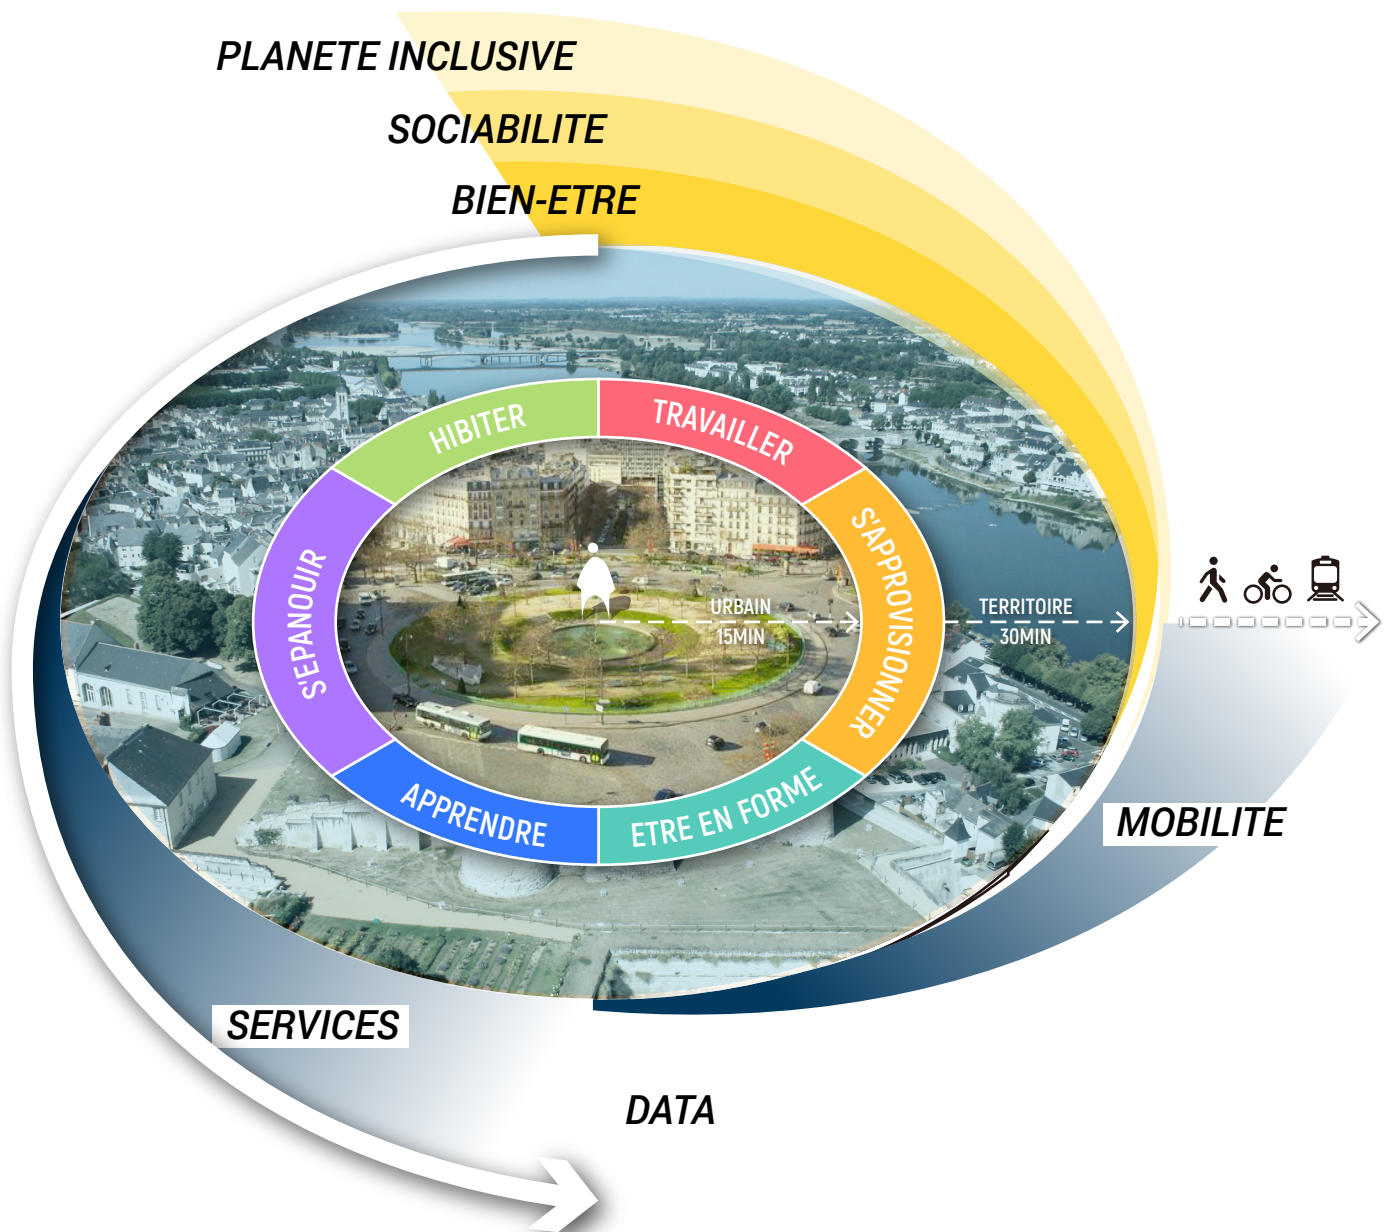 PLANETE INCLUSIVE
SOCIABILITE
BIEN-ETRE
HIBITER
TRAVAILLER
S'EPANOUIR
S'APPROVISIONNER
URBAIN
15MIN
TERRITOIRE
30MIN
APPRENDRE
ETRE EN FORME
MOBILITE
SERVICES
DATA